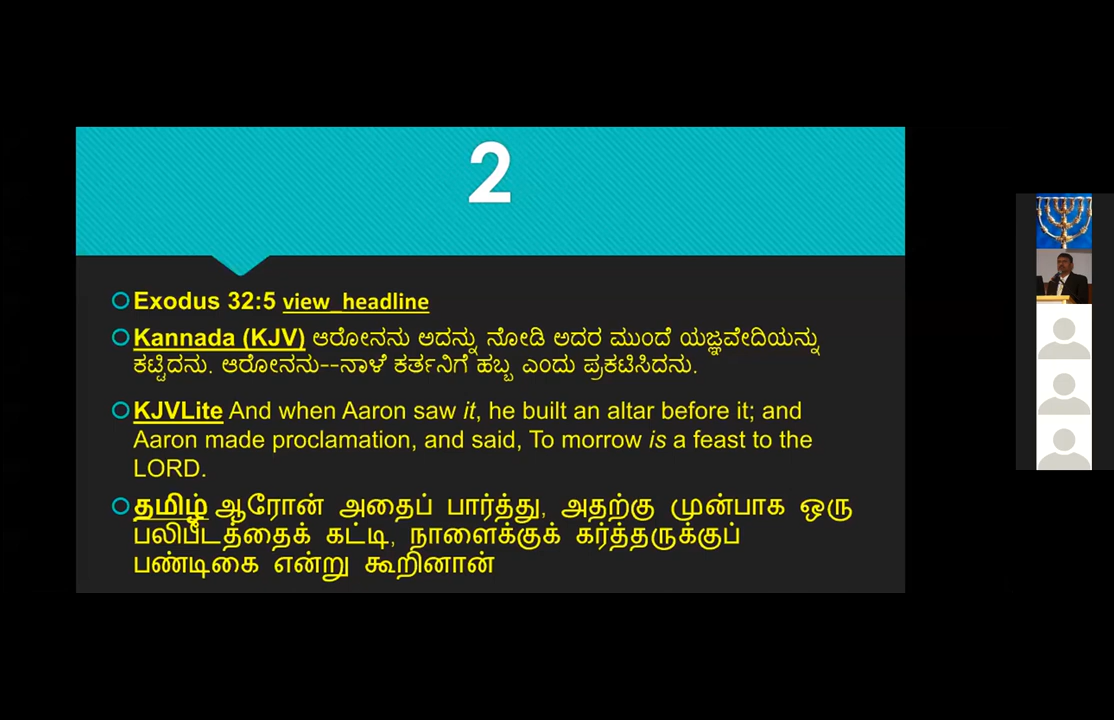 2
Exodus 32:5 view_headline
Kannada (KJV) ಆರೋನನು ಅದನ್ನು ನೋಡಿ ಅದರ ಮುಂದೆ ಯಜ್ಞವೇದಿಯನ್ನು
ಕಟ್ಟಿದನು. ಆರೋನನು--ನಾಳೆ ಕರ್ತನಿಗೆ ಹಬ್ಬ ಎಂದು ಪ್ರಕಟಿಸಿದನು.
KJVLite And when Aaron saw it, he built an altar before it; and
Aaron made proclamation, and said, To morrow is a feast to the
LORD.
தமிழ் ஆரோன் அதைப் பார்த்து, அதற்கு முன்பாக ஒரு
பலிபீடத்தைக் கட்டி, நாளைக்குக் கர்த்தருக்குப்
பண்டிகை என்று கூறினான்